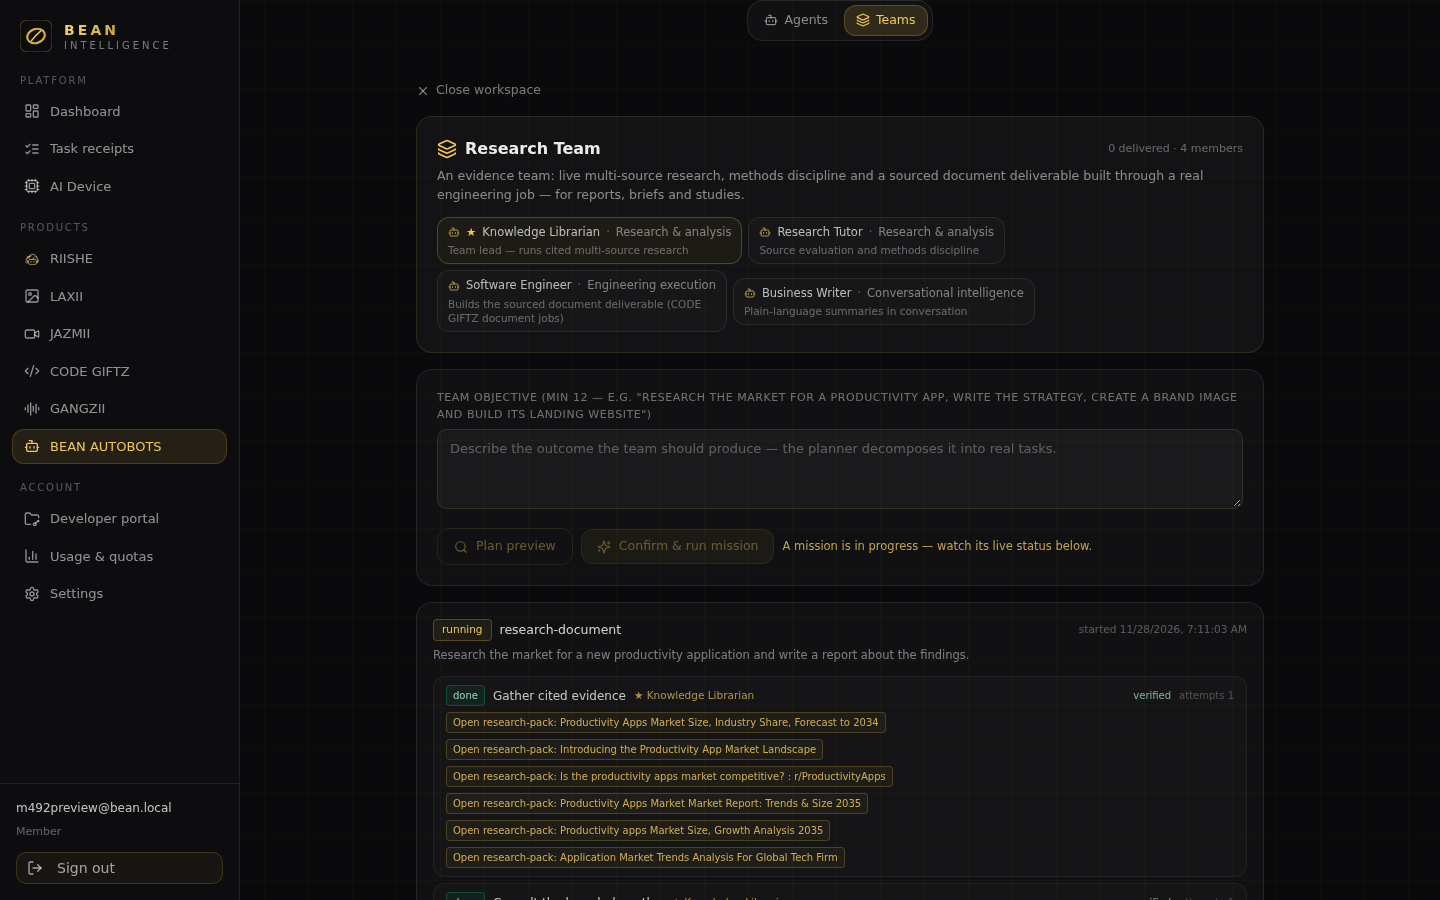 BEAN
INTELLIGENCE
PLATFORM
Dashboard
Task receipts
AI Device
PRODUCTS
RIISHE
LAXII
JAZMII
CODE GIFTZ
GANGZII
BEAN AUTOBOTS
ACCOUNT
Developer portal
Usage & quotas
Settings
m492preview@bean.local
Member
Sign out
Agents
Teams
Close workspace
Research Team
0 delivered · 4 members
An evidence team: live multi-source research, methods discipline and a sourced document deliverable built through a real
engineering job — for reports, briefs and studies.
★ Knowledge Librarian · Research & analysis
Team lead — runs cited multi-source research
Research Tutor · Research & analysis
Source evaluation and methods discipline
Software Engineer · Engineering execution
Builds the sourced document deliverable (CODE
GIFTZ document jobs)
Business Writer · Conversational intelligence
Plain-language summaries in conversation
TEAM OBJECTIVE (MIN 12 — E.G. "RESEARCH THE MARKET FOR A PRODUCTIVITY APP, WRITE THE STRATEGY, CREATE A BRAND IMAGE
AND BUILD ITS LANDING WEBSITE")
Describe the outcome the team should produce — the planner decomposes it into real tasks.
Plan preview
Confirm & run mission
A mission is in progress — watch its live status below.
running research-document
started 11/28/2026, 7:11:03 AM
Research the market for a new productivity application and write a report about the findings.
done Gather cited evidence ★ Knowledge Librarian
verified attempts 1
Open research-pack: Productivity Apps Market Size, Industry Share, Forecast to 2034
Open research-pack: Introducing the Productivity App Market Landscape
Open research-pack: Is the productivity apps market competitive? : r/ProductivityApps
Open research-pack: Productivity Apps Market Market Report: Trends & Size 2035
Open research-pack: Productivity apps Market Size, Growth Analysis 2035
Open research-pack: Application Market Trends Analysis For Global Tech Firm